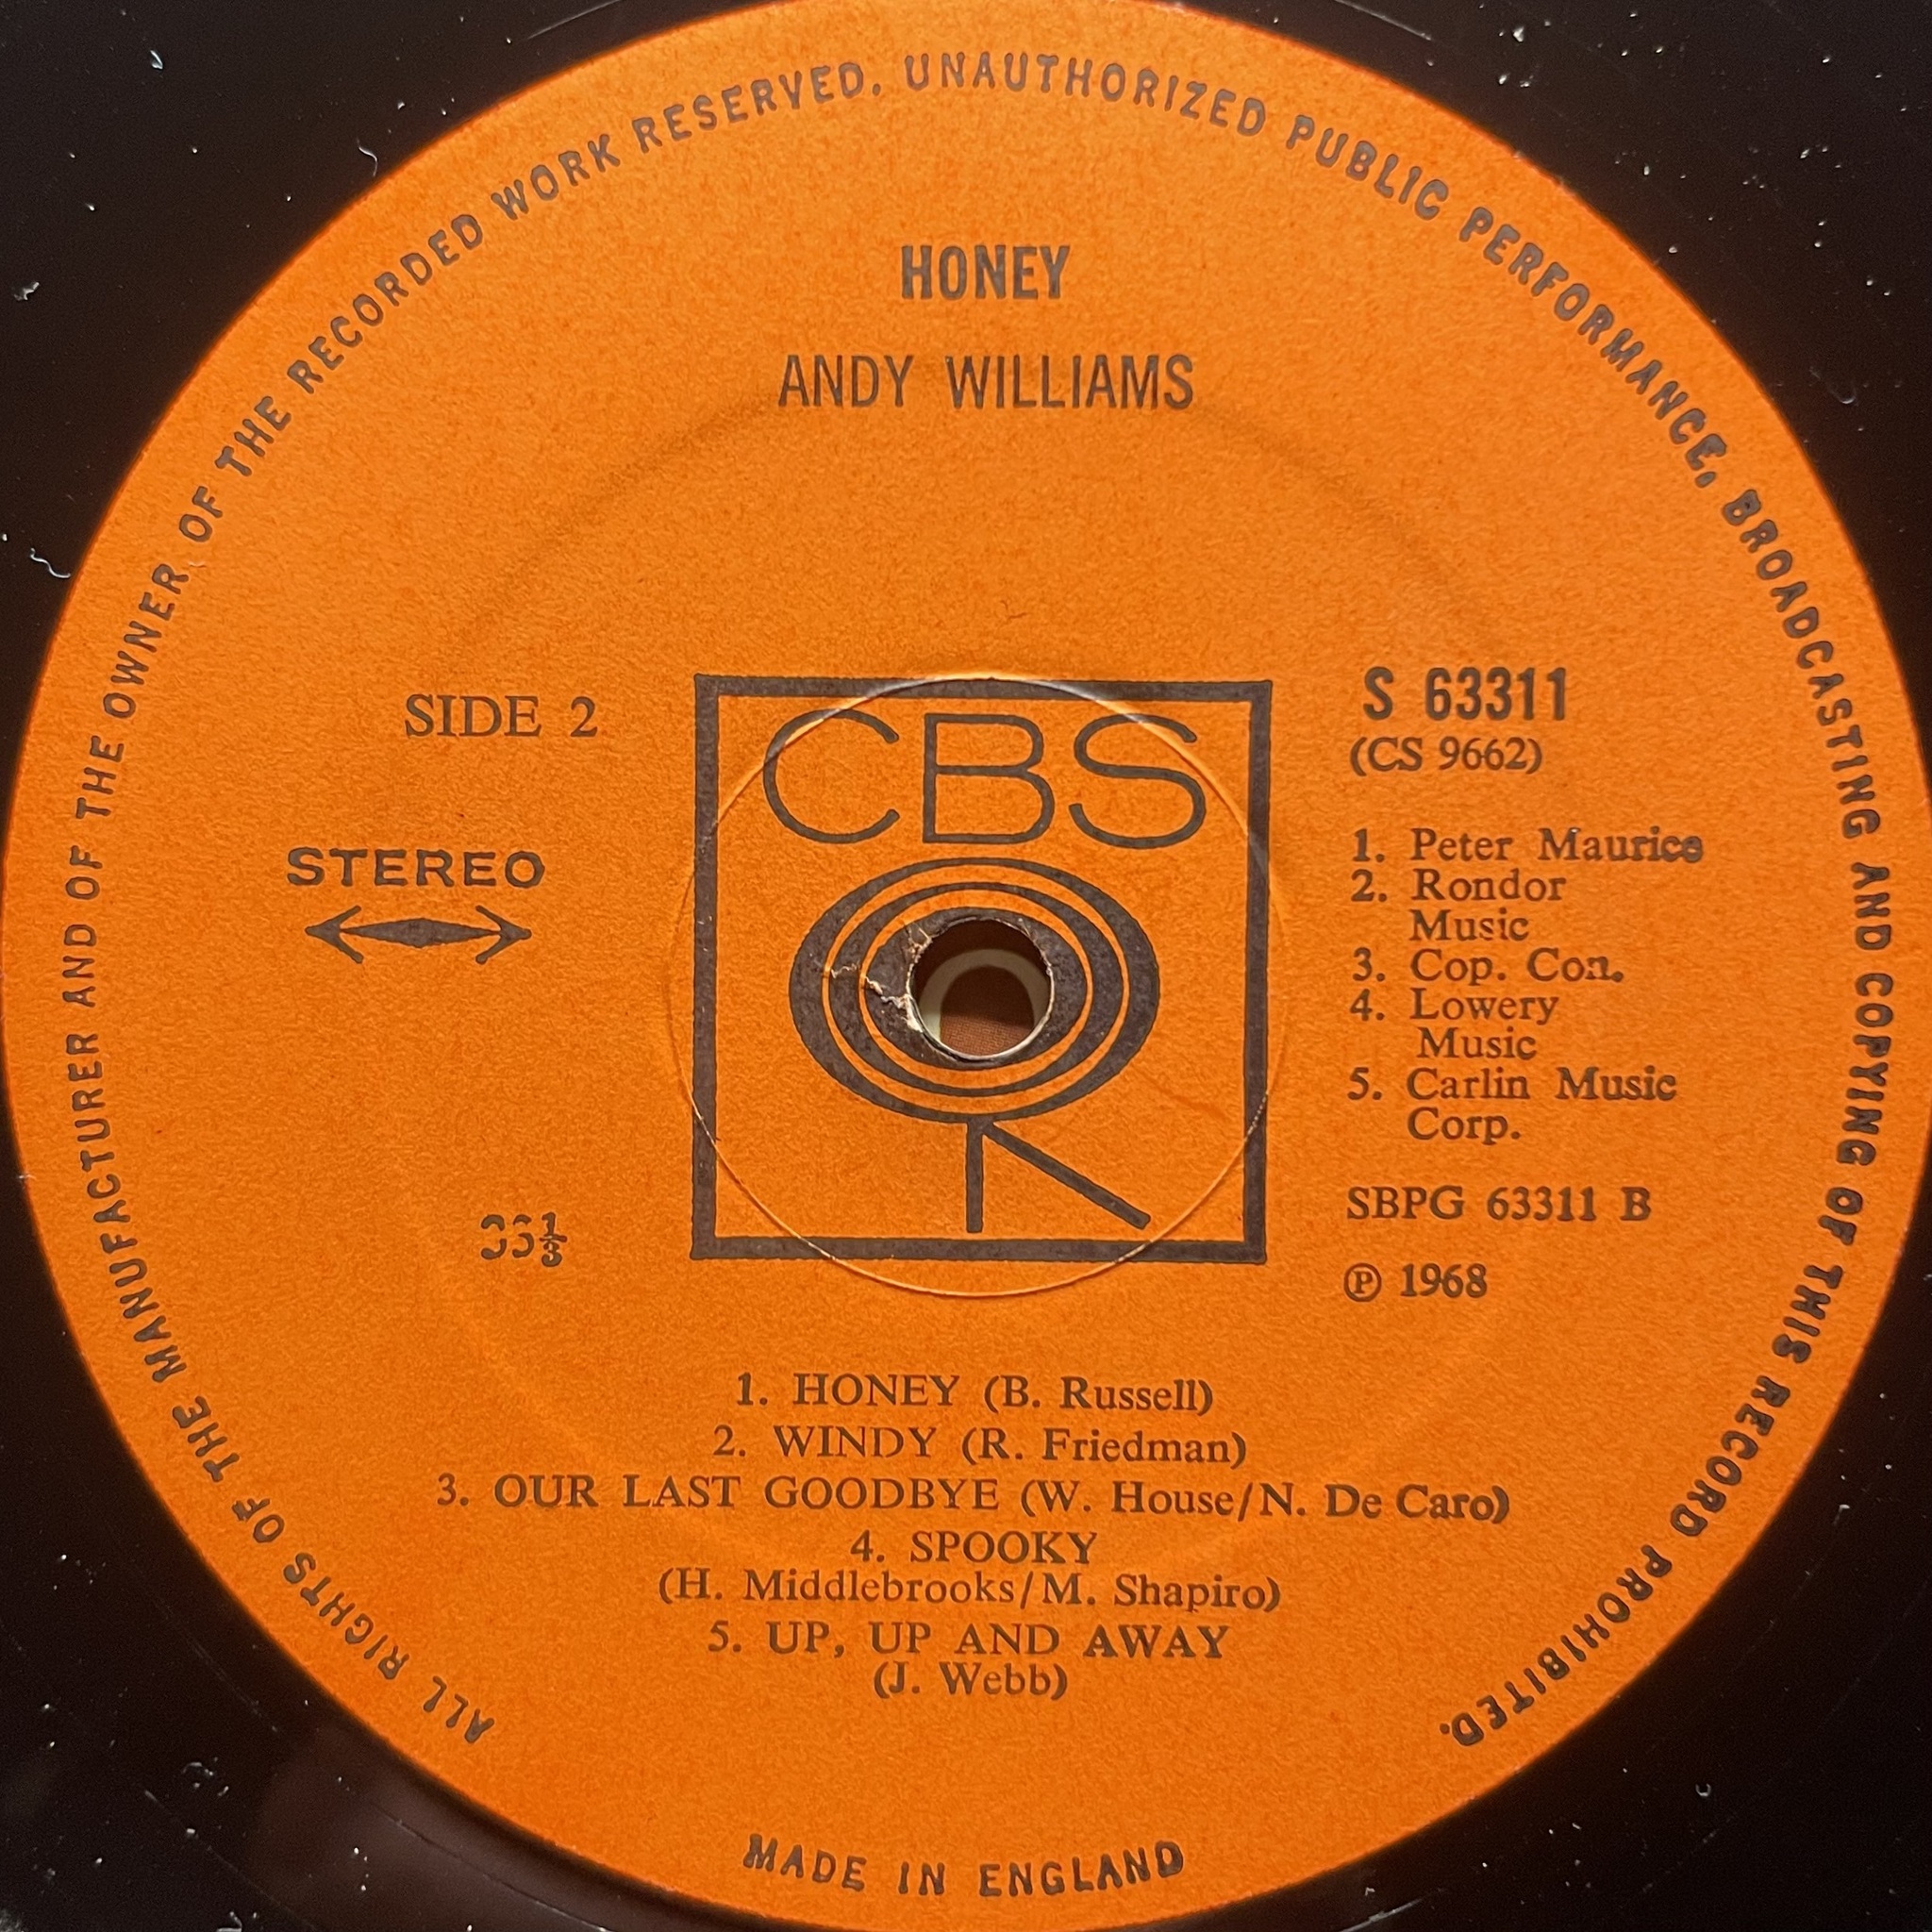 ALL RIGHTS OF THE MANUFACTURER AND OF THE OWNER OF THE RECORDED WORK RESERVED. UNAUTHORIZED PUBLIC PERFORMANCE, BROADCASTING AND COPYING OF THIS RECORD PROHIBITED.
HONEY
ANDY WILLIAMS
SIDE 2
STEREO
33⅓
CBS
S 63311
(CS 9662)
1. Peter Maurice
2. Rondor
Music
3. Cop. Con.
4. Lowery
Music
5. Carlin Music
Corp.
SBPG 63311 B
℗ 1968
1. HONEY (B. Russell)
2. WINDY (R. Friedman)
3. OUR LAST GOODBYE (W. House/N. De Caro)
4. SPOOKY
(H. Middlebrooks/M. Shapiro)
5. UP, UP AND AWAY
(J. Webb)
MADE IN ENGLAND